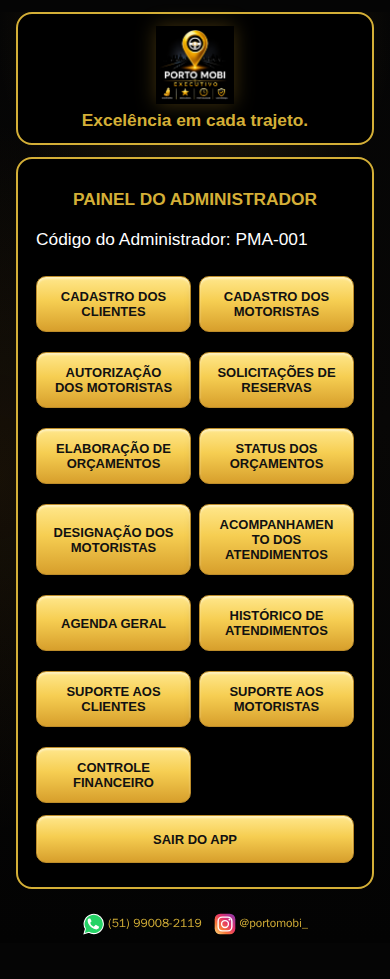 PORTO MOBI
EXECUTIVO
Excelência em cada trajeto.
PAINEL DO ADMINISTRADOR
Código do Administrador: PMA-001
CADASTRO DOS
CLIENTES
CADASTRO DOS
MOTORISTAS
AUTORIZAÇÃO
DOS MOTORISTAS
SOLICITAÇÕES DE
RESERVAS
ELABORAÇÃO DE
ORÇAMENTOS
STATUS DOS
ORÇAMENTOS
DESIGNAÇÃO DOS
MOTORISTAS
ACOMPANHAMEN
TO DOS
ATENDIMENTOS
AGENDA GERAL
HISTÓRICO DE
ATENDIMENTOS
SUPORTE AOS
CLIENTES
SUPORTE AOS
MOTORISTAS
CONTROLE
FINANCEIRO
SAIR DO APP
(51) 99008-2119
@portomobi_